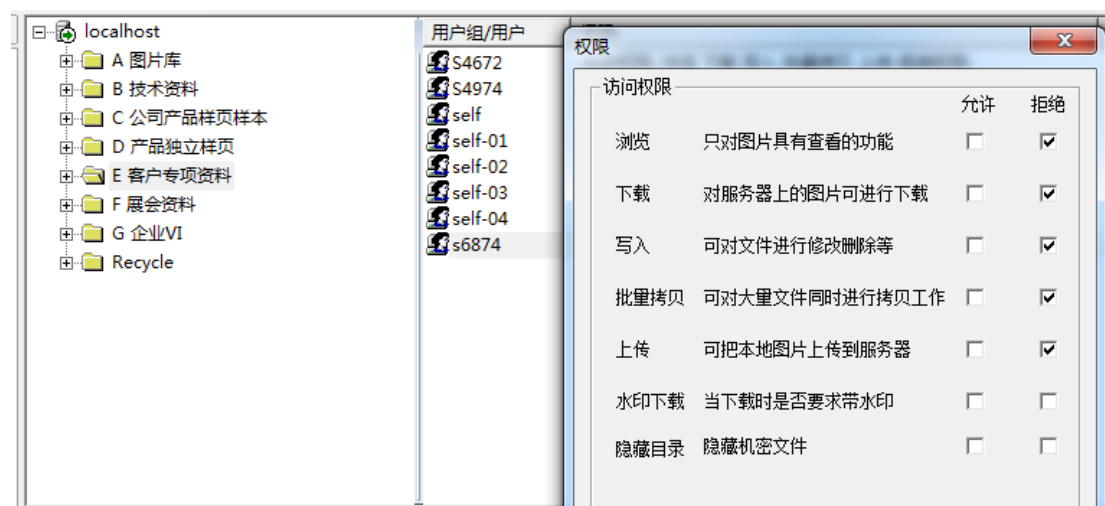 localhost
A 图片库
B 技术资料
C 公司产品样页样本
D 产品独立样页
E 客户专项资料
F 展会资料
G 企业VI
Recycle
用户组/用户
S4672
S4974
self
self-01
self-02
self-03
self-04
s6874
权限
访问权限
允许 拒绝
浏览 只对图片具有查看的功能
下载 对服务器上的图片可进行下载
写入 可对文件进行修改删除等
批量拷贝 可对大量文件同时进行拷贝工作
上传 可把本地图片上传到服务器
水印下载 当下载时是否要求带水印
隐藏目录 隐藏机密文件